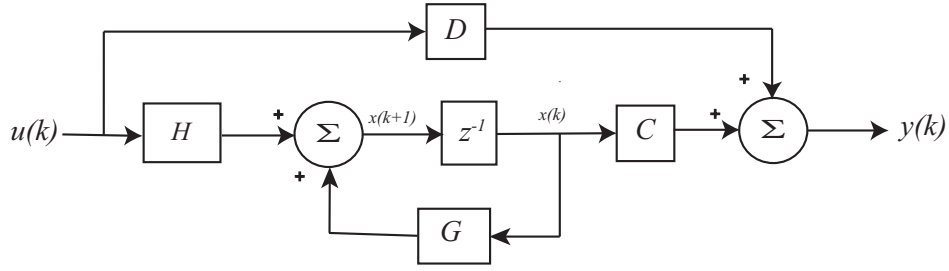 D
+
u(k) H + Σ x(k+1) z⁻¹ x(k) C + Σ y(k)
+
G